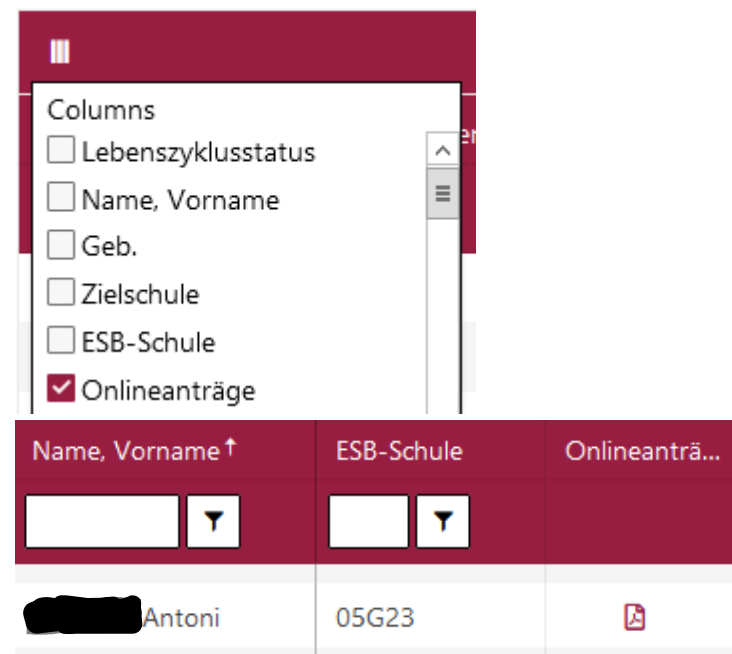 Columns
Lebenszyklusstatus
Name, Vorname
Geb.
Zielschule
ESB-Schule
Onlineanträge
Name, Vorname↑ ESB-Schule Onlineanträ...
Antoni 05G23